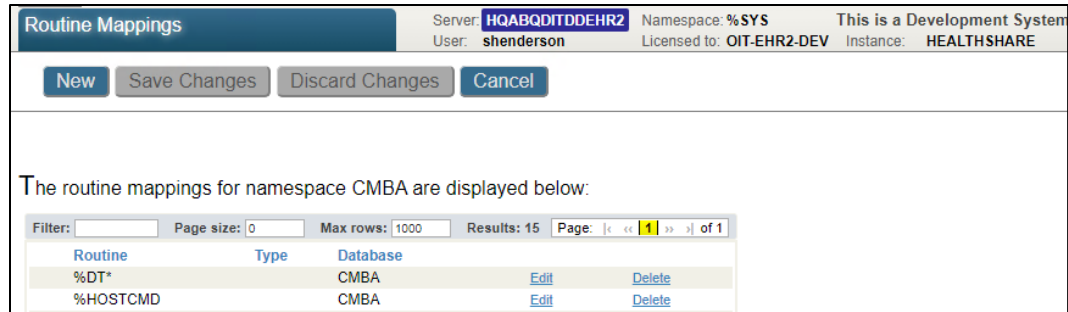 Routine Mappings Server: HQABQDITDDEHR2 Namespace: %SYS This is a Development System
User: shenderson Licensed to: OIT-EHR2-DEV Instance: HEALTHSHARE
New Save Changes Discard Changes Cancel
The routine mappings for namespace CMBA are displayed below:
Filter: Page size: 0 Max rows: 1000 Results: 15 Page: |< << 1 >> >| of 1
Routine Type Database
%DT* CMBA Edit Delete
%HOSTCMD CMBA Edit Delete